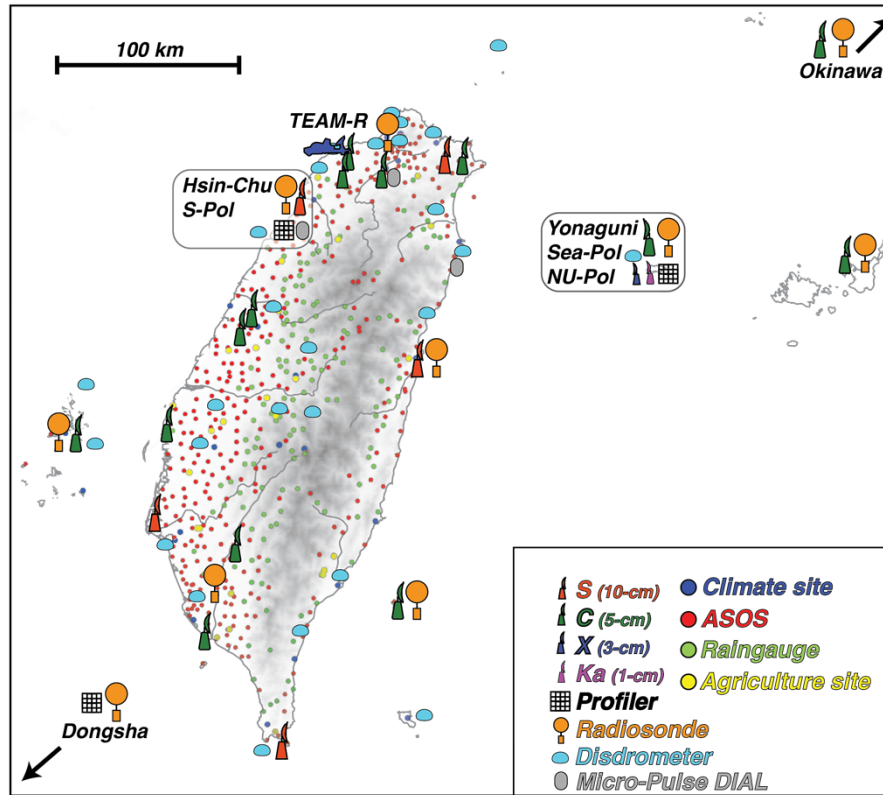 100 km
Okinawa
TEAM-R
Hsin-Chu
S-Pol
Yonaguni
Sea-Pol
NU-Pol
Dongsha
S (10-cm)
C (5-cm)
X (3-cm)
Ka (1-cm)
Profiler
Radiosonde
Disdrometer
Micro-Pulse DIAL
Climate site
ASOS
Raingauge
Agriculture site